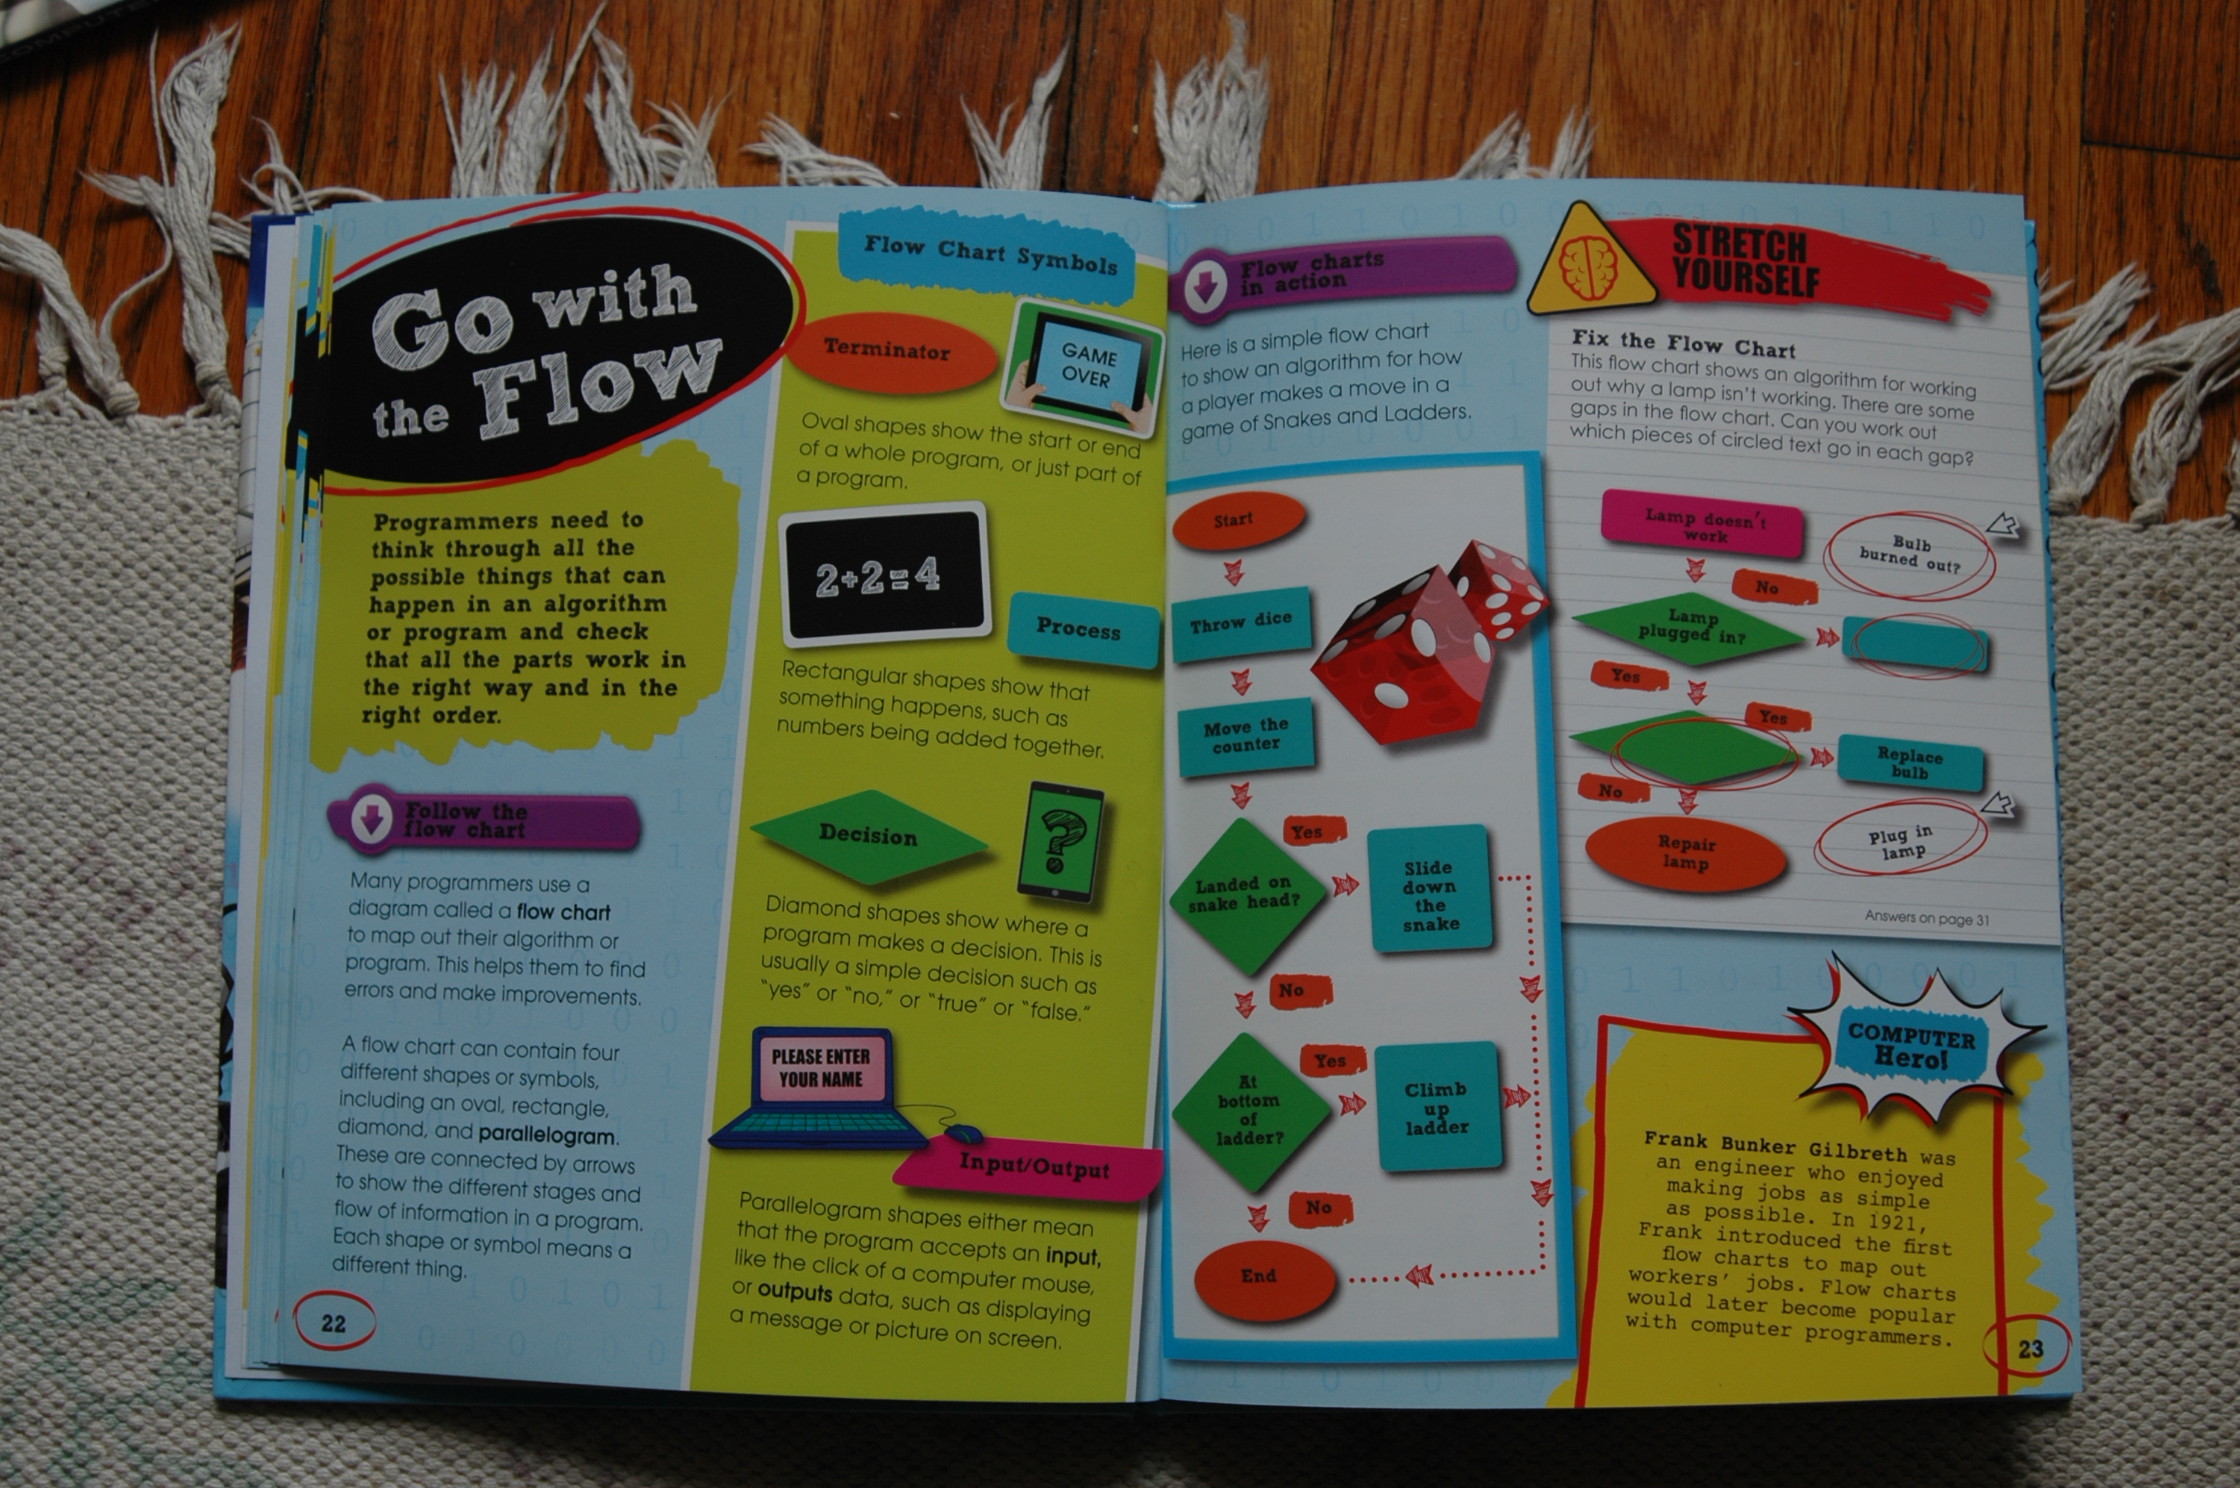 Go with
the Flow
Programmers need to
think through all the
possible things that can
happen in an algorithm
or program and check
that all the parts work in
the right way and in the
right order.
Follow the
flow chart
Many programmers use a
diagram called a flow chart
to map out their algorithm or
program. This helps them to find
errors and make improvements.
A flow chart can contain four
different shapes or symbols,
including an oval, rectangle,
diamond, and parallelogram.
These are connected by arrows
to show the different stages and
flow of information in a program.
Each shape or symbol means a
different thing.
22
Flow Chart Symbols
Terminator
GAME
OVER
Oval shapes show the start or end
of a whole program, or just part of
a program.
2+2=4
Process
Rectangular shapes show that
something happens, such as
numbers being added together.
Decision
?
Diamond shapes show where a
program makes a decision. This is
usually a simple decision such as
"yes" or "no," or "true" or "false."
PLEASE ENTER
YOUR NAME
Input/Output
Parallelogram shapes either mean
that the program accepts an input,
like the click of a computer mouse,
or outputs data, such as displaying
a message or picture on screen.
Flow charts
in action
Here is a simple flow chart
to show an algorithm for how
a player makes a move in a
game of Snakes and Ladders.
Start
Throw dice
Move the
counter
Yes
Landed on
snake head?
Slide
down
the
snake
No
Yes
At
bottom
of
ladder?
Climb
up
ladder
No
End
STRETCH
YOURSELF
Fix the Flow Chart
This flow chart shows an algorithm for working
out why a lamp isn't working. There are some
gaps in the flow chart. Can you work out
which pieces of circled text go in each gap?
Lamp doesn't
work
Bulb
burned out?
No
Lamp
plugged in?
Yes
Yes
Replace
bulb
No
Repair
lamp
Plug in
lamp
Answers on page 31
COMPUTER
Hero!
Frank Bunker Gilbreth was
an engineer who enjoyed
making jobs as simple
as possible. In 1921,
Frank introduced the first
flow charts to map out
workers' jobs. Flow charts
would later become popular
with computer programmers.
23